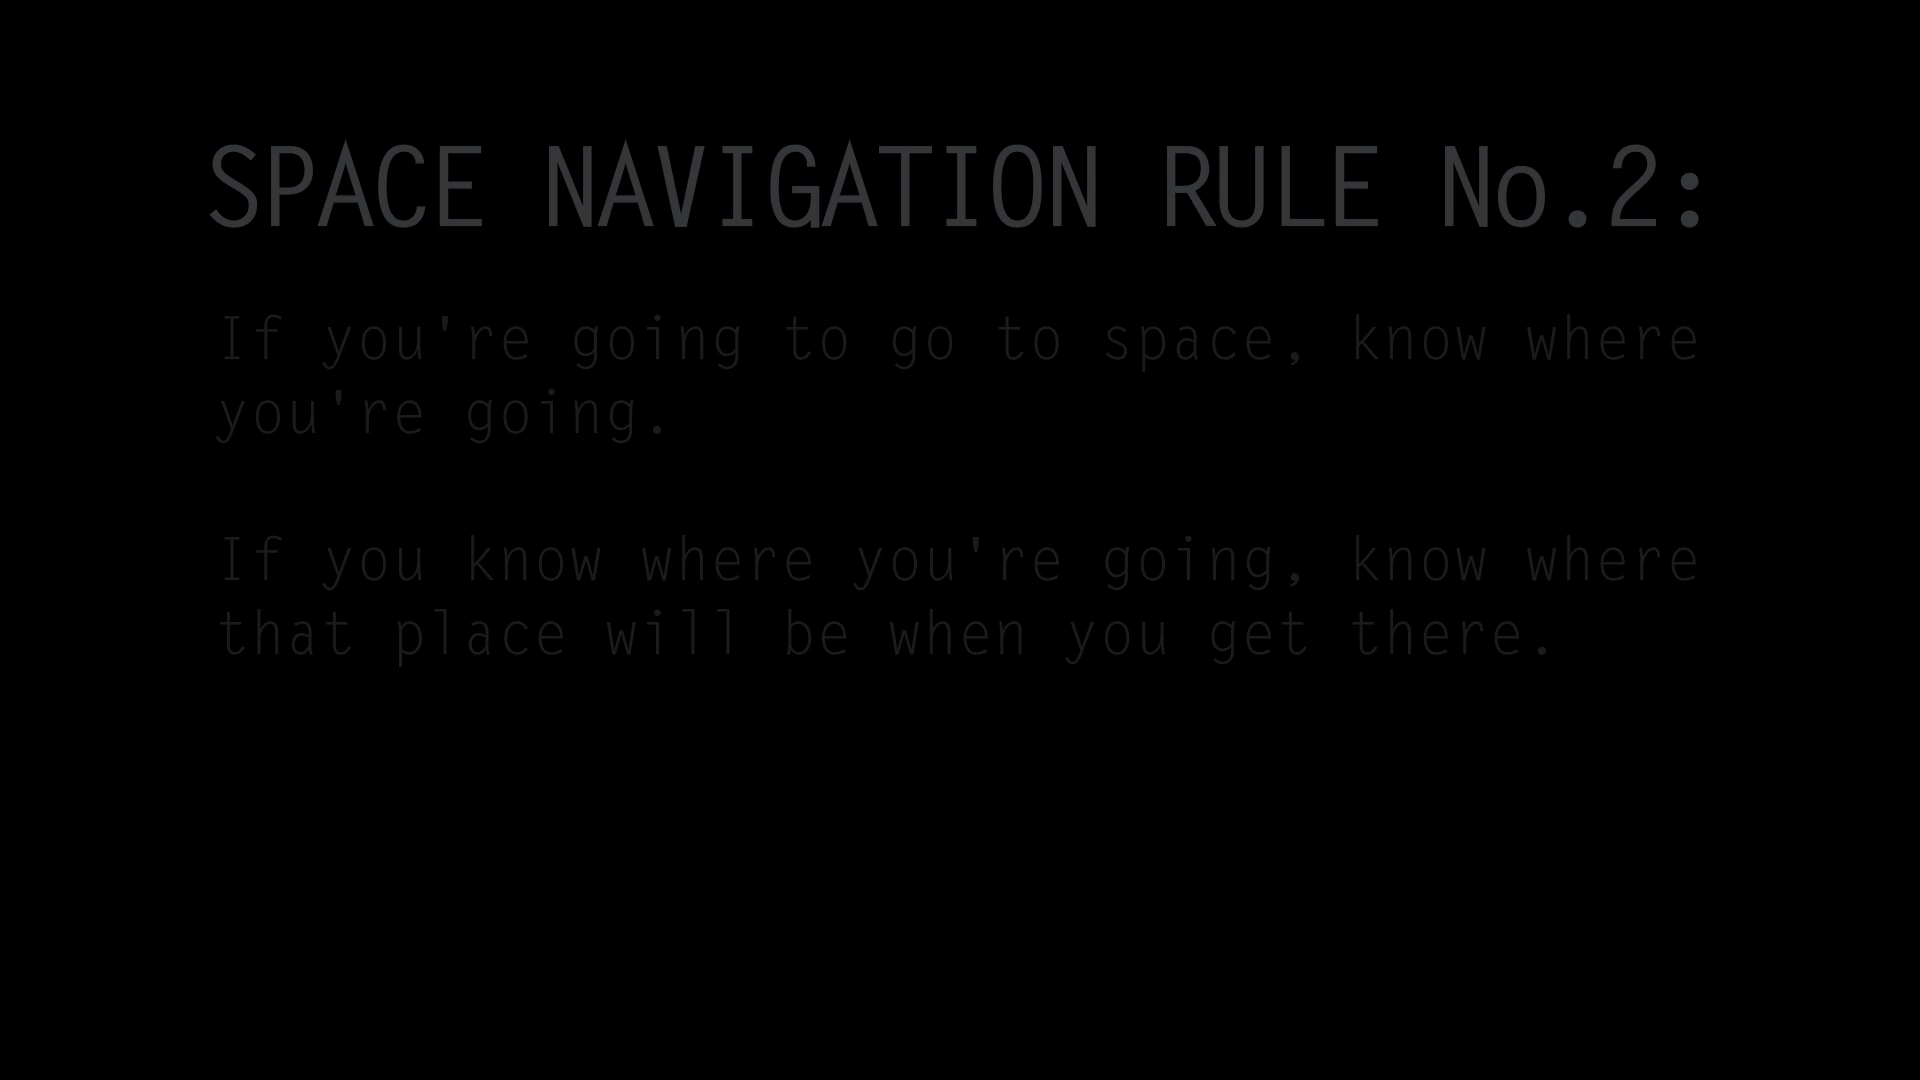 SPACE NAVIGATION RULE No.2:
If you're going to go to space, know where
you're going.
If you know where you're going, know where
that place will be when you get there.